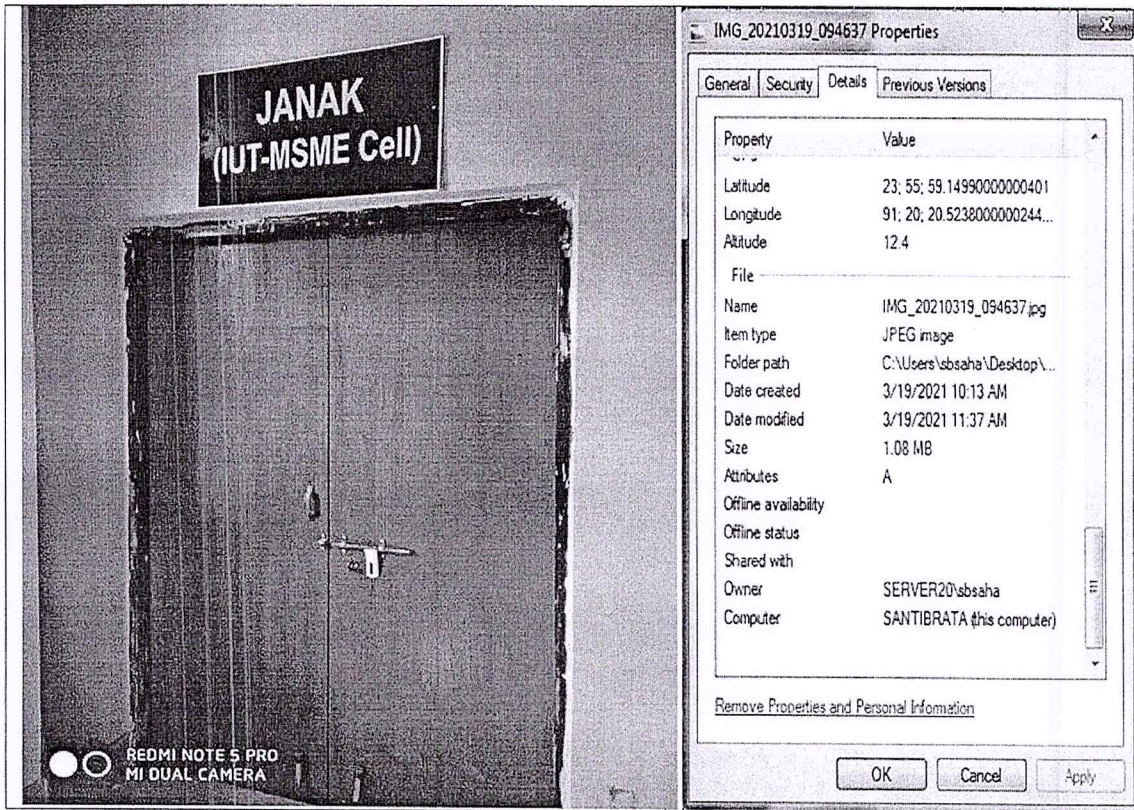 JANAK
(IUT-MSME Cell)
REDMI NOTE 5 PRO
MI DUAL CAMERA
IMG_20210319_094637 Properties
General Security Details Previous Versions
Property Value
Latitude 23; 55; 59.14990000000401
Longitude 91; 20; 20.5238000000244...
Altitude 12.4
File
Name IMG_20210319_094637.jpg
Item type JPEG image
Folder path C:\Users\sbsaha\Desktop\...
Date created 3/19/2021 10:13 AM
Date modified 3/19/2021 11:37 AM
Size 1.08 MB
Attributes A
Offline availability
Offline status
Shared with
Owner SERVER20\sbsaha
Computer SANTIBRATA (this computer)
Remove Properties and Personal Information
OK Cancel Apply